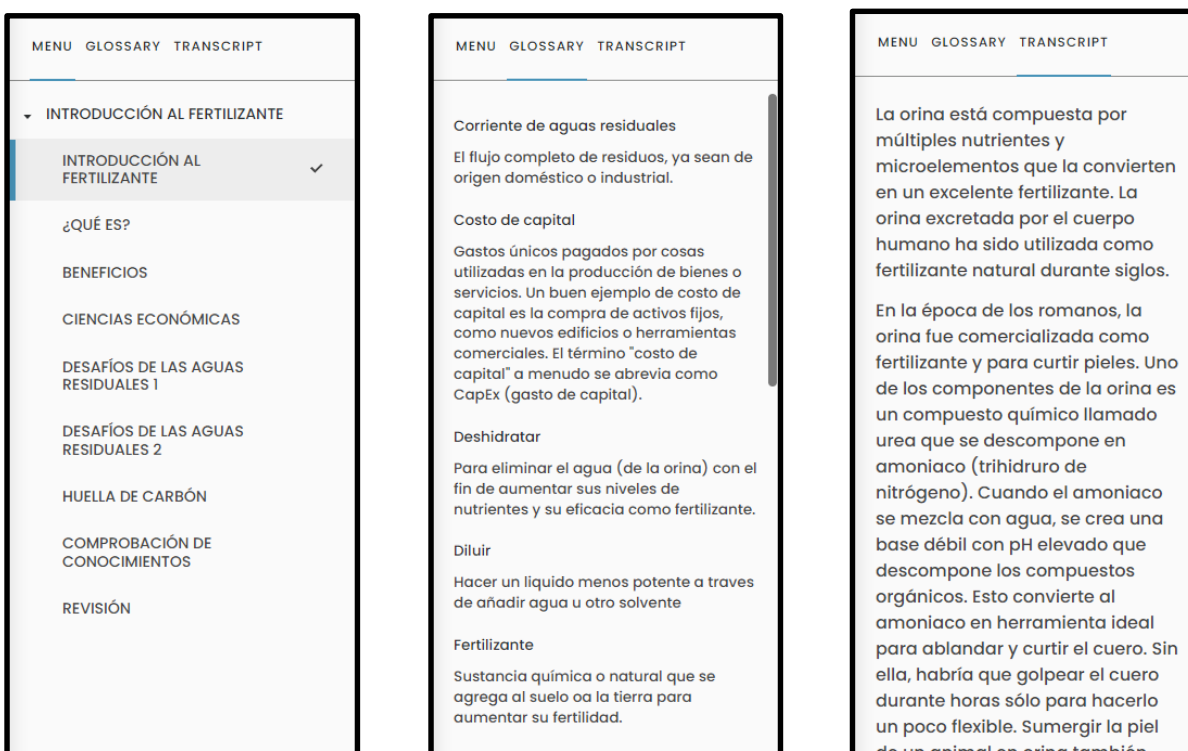 MENU GLOSSARY TRANSCRIPT
INTRODUCCIÓN AL FERTILIZANTE
INTRODUCCIÓN AL
FERTILIZANTE
¿QUÉ ES?
BENEFICIOS
CIENCIAS ECONÓMICAS
DESAFÍOS DE LAS AGUAS
RESIDUALES 1
DESAFÍOS DE LAS AGUAS
RESIDUALES 2
HUELLA DE CARBÓN
COMPROBACIÓN DE
CONOCIMIENTOS
REVISIÓN
MENU GLOSSARY TRANSCRIPT
Corriente de aguas residuales
El flujo completo de residuos, ya sean de
origen doméstico o industrial.
Costo de capital
Gastos únicos pagados por cosas
utilizadas en la producción de bienes o
servicios. Un buen ejemplo de costo de
capital es la compra de activos fijos,
como nuevos edificios o herramientas
comerciales. El término "costo de
capital" a menudo se abrevia como
CapEx (gasto de capital).
Deshidratar
Para eliminar el agua (de la orina) con el
fin de aumentar sus niveles de
nutrientes y su eficacia como fertilizante.
Diluir
Hacer un liquido menos potente a traves
de añadir agua u otro solvente
Fertilizante
Sustancia química o natural que se
agrega al suelo oa la tierra para
aumentar su fertilidad.
MENU GLOSSARY TRANSCRIPT
La orina está compuesta por
múltiples nutrientes y
microelementos que la convierten
en un excelente fertilizante. La
orina excretada por el cuerpo
humano ha sido utilizada como
fertilizante natural durante siglos.
En la época de los romanos, la
orina fue comercializada como
fertilizante y para curtir pieles. Uno
de los componentes de la orina es
un compuesto químico llamado
urea que se descompone en
amoniaco (trihidruro de
nitrógeno). Cuando el amoniaco
se mezcla con agua, se crea una
base débil con pH elevado que
descompone los compuestos
orgánicos. Esto convierte al
amoniaco en herramienta ideal
para ablandar y curtir el cuero. Sin
ella, habría que golpear el cuero
durante horas sólo para hacerlo
un poco flexible. Sumergir la piel
de un animal en orina también